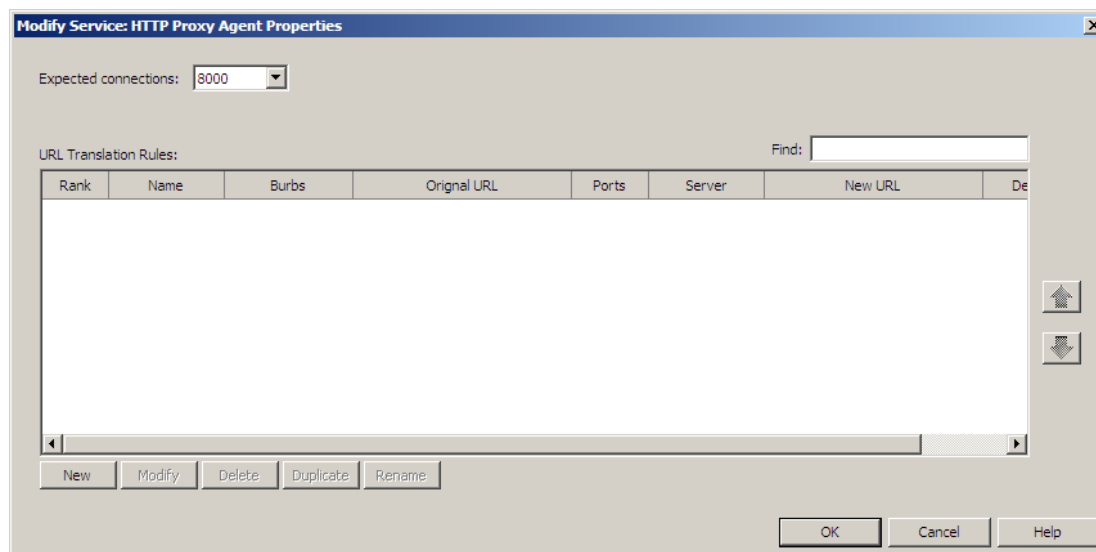 Modify Service: HTTP Proxy Agent Properties
Expected connections: 8000
URL Translation Rules: Find:
Rank Name Burbs Orignal URL Ports Server New URL De
New Modify Delete Duplicate Rename
OK Cancel Help